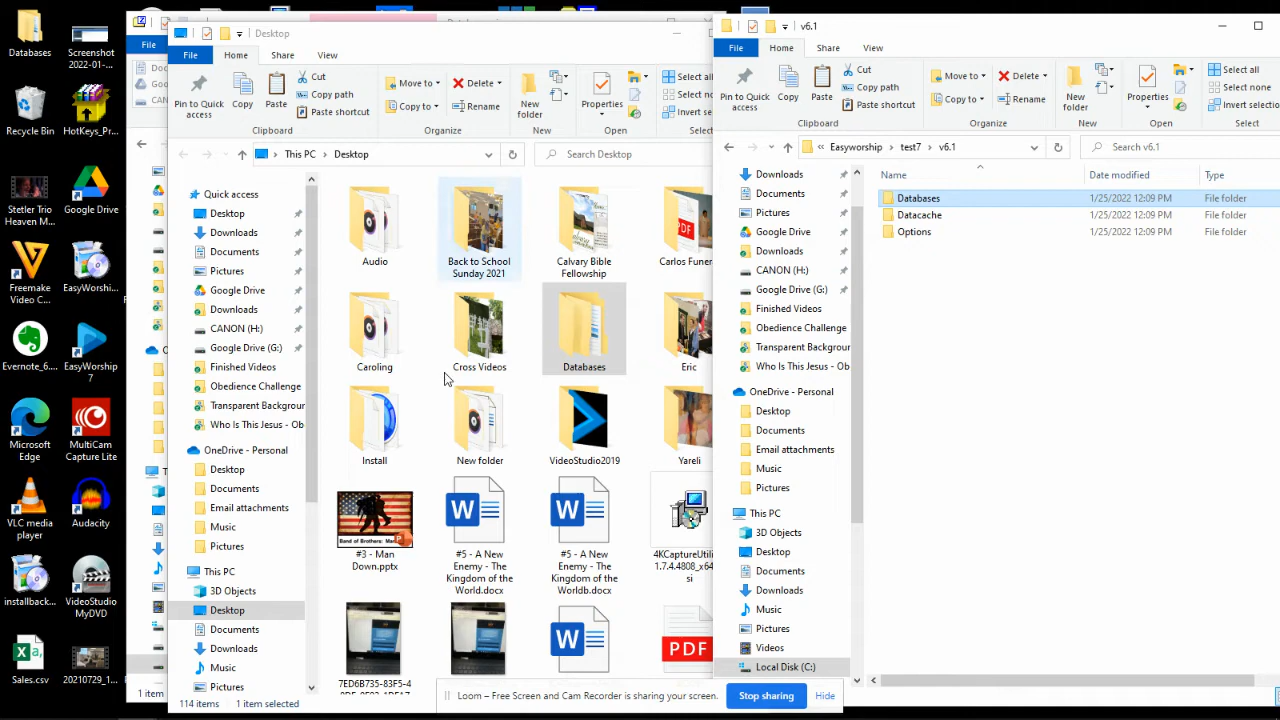 Databases
Screenshot
2022-01-...
Recycle Bin
HotKeys_Pr...
Stetler Trio
Heaven M...
Google Drive
Freemake
Video C...
EasyWorshi...
Evernote_6....
EasyWorship
7
Microsoft
Edge
MultiCam
Capture Lite
VLC media
player
Audacity
installback...
VideoStudio
MyDVD
Sales.csv
20210729_1...
File
1 item
Desktop
File
Home
Share
View
Pin to Quick
access
Copy
Paste
Cut
Copy path
Paste shortcut
Clipboard
Move to
Copy to
Delete
Rename
Organize
New
folder
New
Properties
Open
Select all
Select none
Invert se
Select
This PC
Desktop
Search Desktop
Quick access
Desktop
Downloads
Documents
Pictures
Google Drive
Downloads
CANON (H:)
Google Drive (G:)
Finished Videos
Obedience Challenge
Transparent Backgrour
Who Is This Jesus - Ob
OneDrive - Personal
Desktop
Documents
Email attachments
Music
Pictures
This PC
3D Objects
Desktop
Documents
Downloads
Music
Pictures
Audio
Back to School
Sunday 2021
Calvary Bible
Fellowship
Carlos Funer
Caroling
Cross Videos
Databases
Eric
Install
New folder
VideoStudio2019
Yareli
#3 - Man
Down.pptx
#5 - A New
Enemy - The
Kingdom of the
World.docx
#5 - A New
Enemy - The
Kingdom of the
Worldb.docx
4KCaptureUtili
1.7.4.4808_x64
si
7ED6B735-83F5-4
114 items
1 item selected
v6.1
File
Home
Share
View
Pin to Quick
access
Copy
Paste
Cut
Copy path
Paste shortcut
Clipboard
Move to
Copy to
Delete
Rename
Organize
New
folder
New
Properties
Open
Select all
Select none
Invert selectio
Select
Easyworship
test7
v6.1
Search v6.1
Downloads
Documents
Pictures
Google Drive
Downloads
CANON (H:)
Google Drive (G:)
Finished Videos
Obedience Challenge
Transparent Backgrour
Who Is This Jesus - Ob
OneDrive - Personal
Desktop
Documents
Email attachments
Music
Pictures
This PC
3D Objects
Desktop
Documents
Downloads
Music
Pictures
Videos
Local Disk (C:)
Name
Date modified
Type
Databases
1/25/2022 12:09 PM
File folder
Datacache
1/25/2022 12:09 PM
File folder
Options
1/25/2022 12:09 PM
File folder
Loom – Free Screen and Cam Recorder is sharing your screen.
Stop sharing
Hide